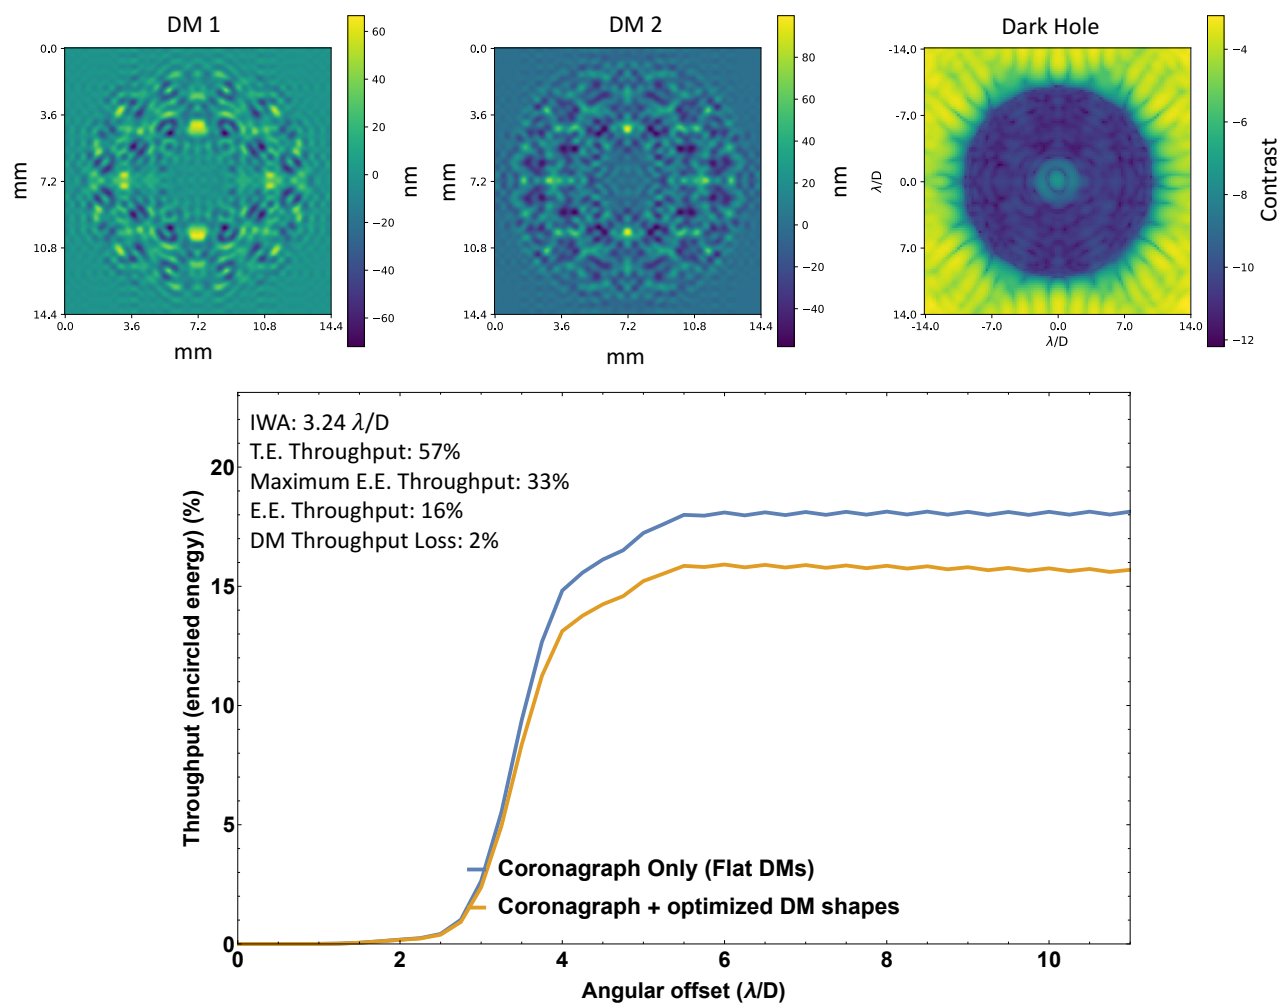 DM 1
DM 2
Dark Hole
0.0
3.6
7.2
10.8
14.4
mm
0.0 3.6 7.2 10.8 14.4
mm
60
40
20
0
−20
−40
−60
nm
0.0
3.6
7.2
10.8
14.4
mm
0.0 3.6 7.2 10.8 14.4
mm
80
60
40
20
0
−20
−40
nm
-14.0
-7.0
0.0
7.0
14.0
λ/D
-14.0 -7.0 0.0 7.0 14.0
λ/D
−4
−6
−8
−10
−12
Contrast
IWA: 3.24 λ/D
T.E. Throughput: 57%
Maximum E.E. Throughput: 33%
E.E. Throughput: 16%
DM Throughput Loss: 2%
Throughput (encircled energy) (%)
20
15
10
5
0
Coronagraph Only (Flat DMs)
Coronagraph + optimized DM shapes
0 2 4 6 8 10
Angular offset (λ/D)